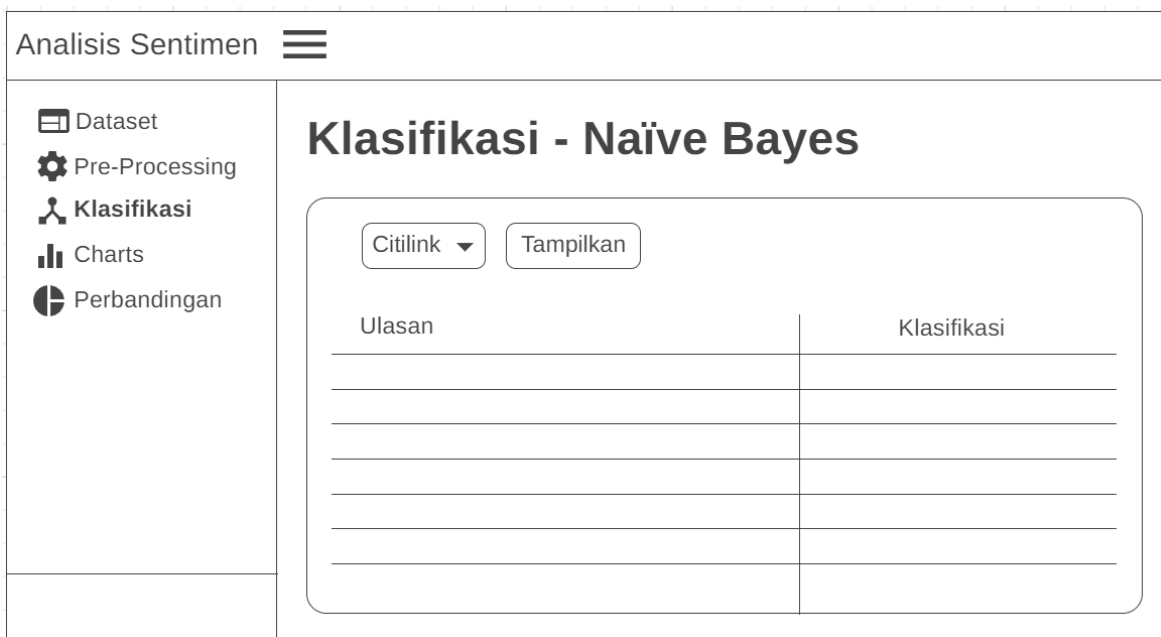 Analisis Sentimen
Dataset
Pre-Processing
Klasifikasi
Charts
Perbandingan
Klasifikasi - Naïve Bayes
Citilink Tampilkan
Ulasan Klasifikasi